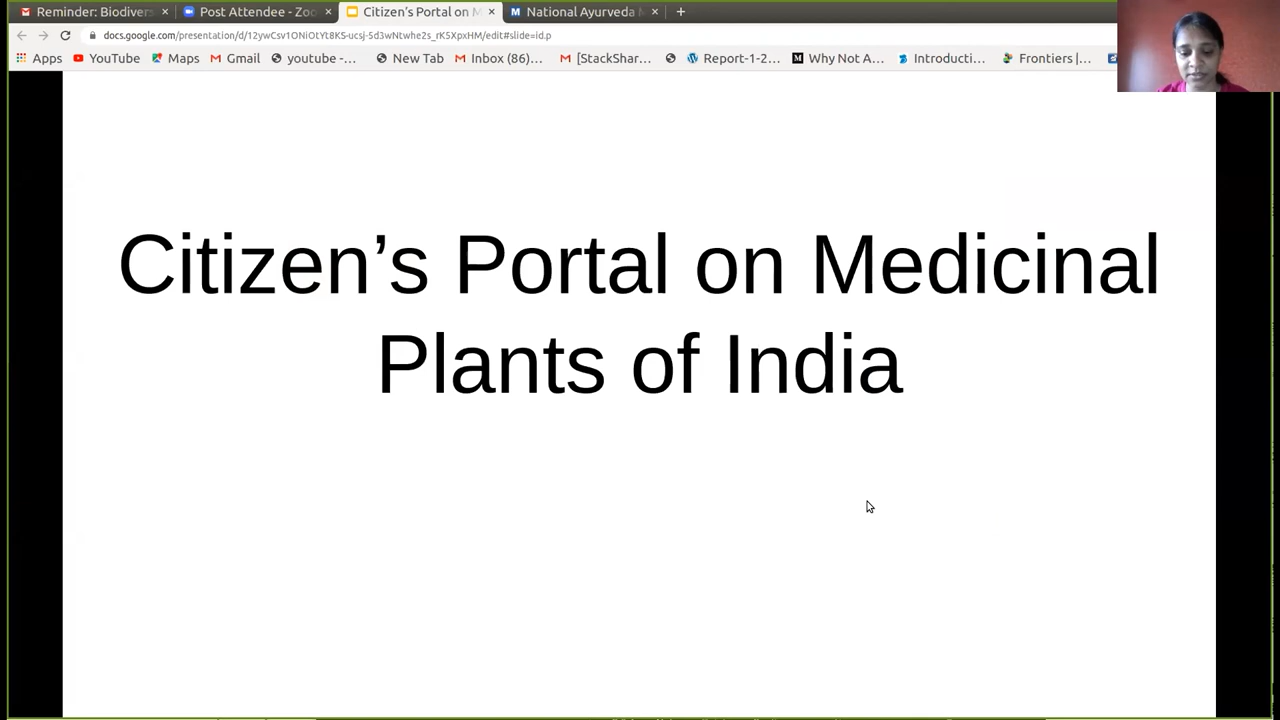 Reminder: Biodivers
Post Attendee - Zoo
Citizen's Portal on M
National Ayurveda M
docs.google.com/presentation/d/12ywCsv1ONiOtYt8KS-ucsj-5d3wNtwhe2s_rK5XpxHM/edit#slide=id.p
Apps YouTube Maps Gmail youtube -... New Tab Inbox (86)... [StackShar... Report-1-2... Why Not A... Introducti... Frontiers |...
Citizen’s Portal on Medicinal
Plants of India